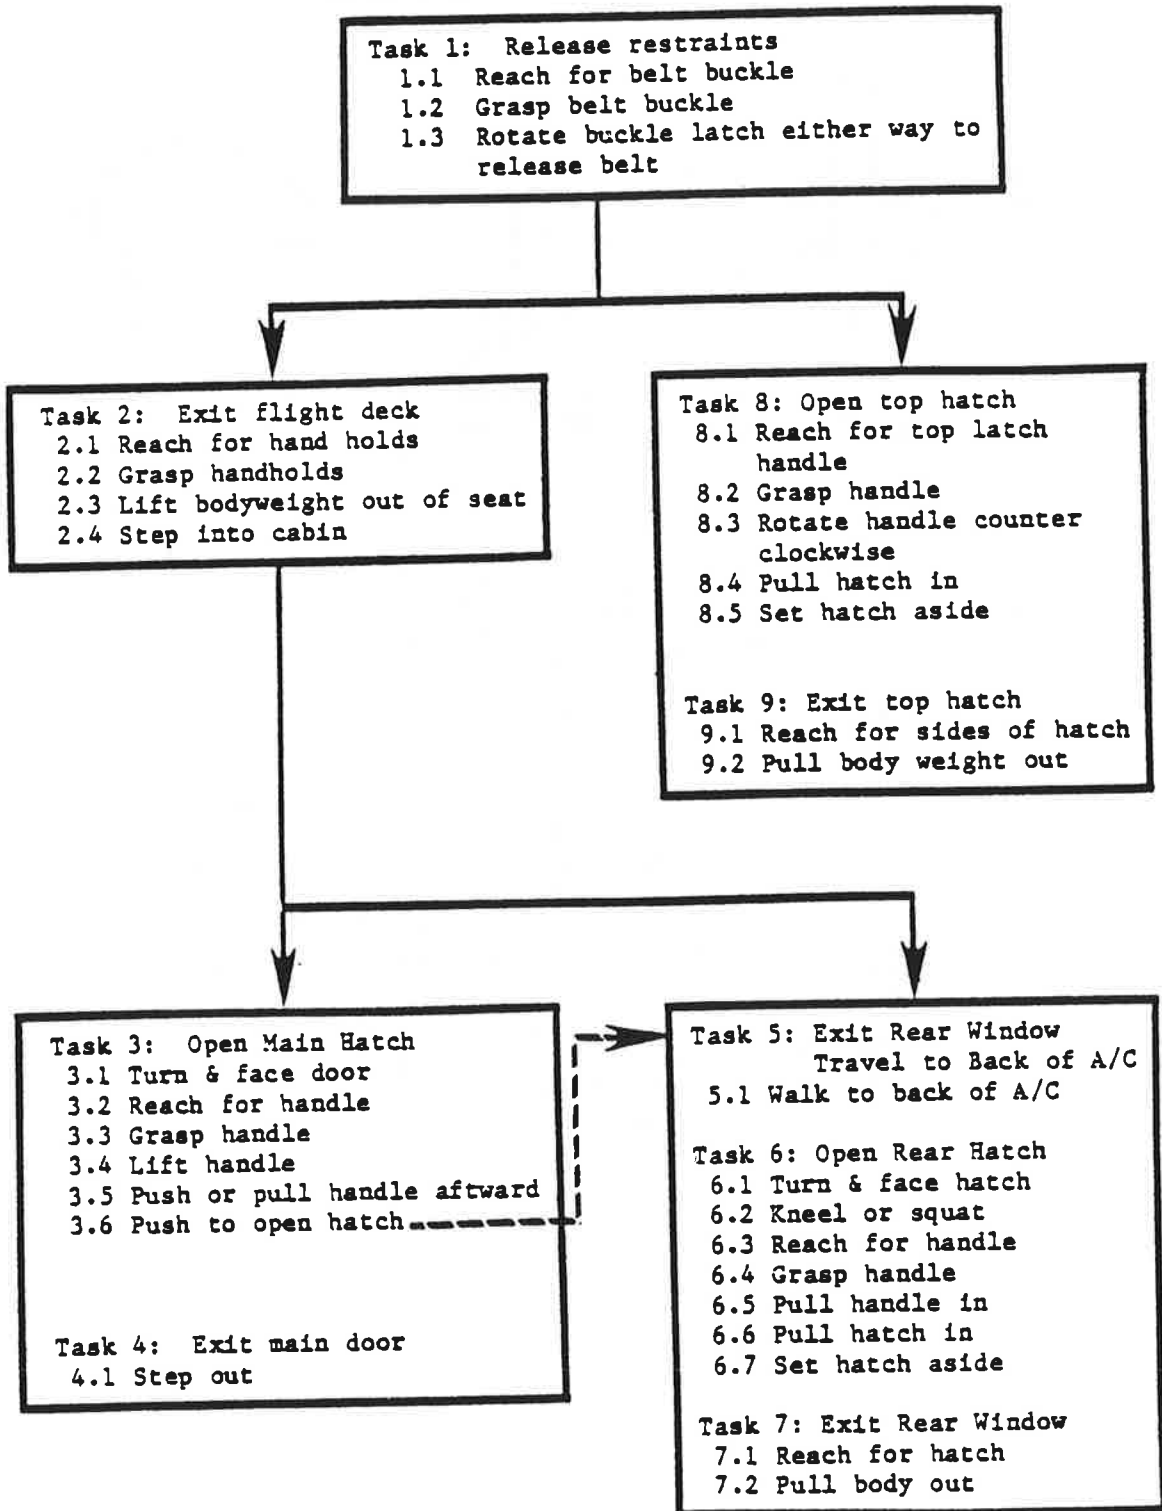 Task 1: Release restraints
1.1 Reach for belt buckle
1.2 Grasp belt buckle
1.3 Rotate buckle latch either way to
release belt
Task 2: Exit flight deck
2.1 Reach for hand holds
2.2 Grasp handholds
2.3 Lift bodyweight out of seat
2.4 Step into cabin
Task 8: Open top hatch
8.1 Reach for top latch
handle
8.2 Grasp handle
8.3 Rotate handle counter
clockwise
8.4 Pull hatch in
8.5 Set hatch aside
Task 9: Exit top hatch
9.1 Reach for sides of hatch
9.2 Pull body weight out
Task 3: Open Main Hatch
3.1 Turn & face door
3.2 Reach for handle
3.3 Grasp handle
3.4 Lift handle
3.5 Push or pull handle aftward
3.6 Push to open hatch
Task 4: Exit main door
4.1 Step out
Task 5: Exit Rear Window
Travel to Back of A/C
5.1 Walk to back of A/C
Task 6: Open Rear Hatch
6.1 Turn & face hatch
6.2 Kneel or squat
6.3 Reach for handle
6.4 Grasp handle
6.5 Pull handle in
6.6 Pull hatch in
6.7 Set hatch aside
Task 7: Exit Rear Window
7.1 Reach for hatch
7.2 Pull body out